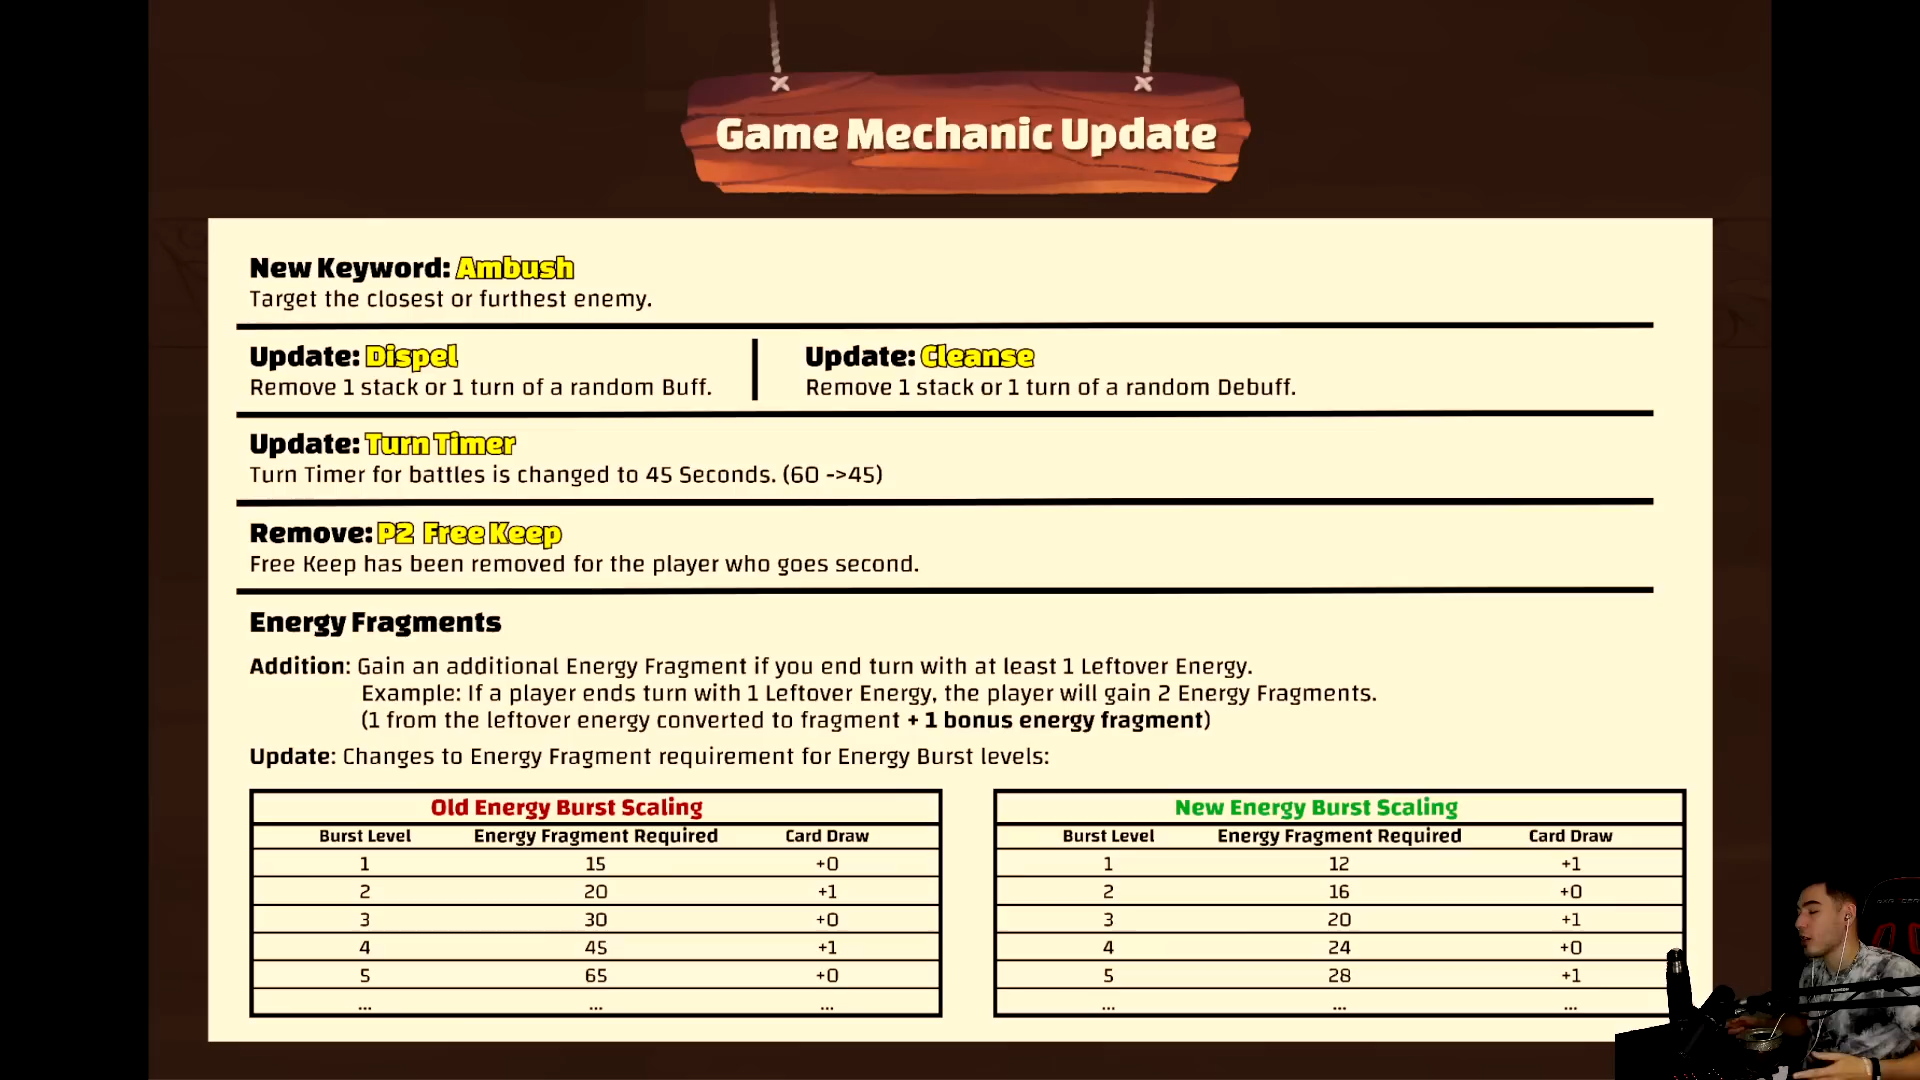 Game Mechanic Update
New Keyword: Ambush
Target the closest or furthest enemy.
Update: Dispel
Remove 1 stack or 1 turn of a random Buff.
Update: Cleanse
Remove 1 stack or 1 turn of a random Debuff.
Update: Turn Timer
Turn Timer for battles is changed to 45 Seconds. (60 ->45)
Remove: P2 Free Keep
Free Keep has been removed for the player who goes second.
Energy Fragments
Addition: Gain an additional Energy Fragment if you end turn with at least 1 Leftover Energy.
Example: If a player ends turn with 1 Leftover Energy, the player will gain 2 Energy Fragments.
(1 from the leftover energy converted to fragment + 1 bonus energy fragment)
Update: Changes to Energy Fragment requirement for Energy Burst levels:
Old Energy Burst Scaling
Burst Level Energy Fragment Required Card Draw
1 15 +0
2 20 +1
3 30 +0
4 45 +1
5 65 +0
... ... ...
New Energy Burst Scaling
Burst Level Energy Fragment Required Card Draw
1 12 +1
2 16 +0
3 20 +1
4 24 +0
5 28 +1
... ... ...